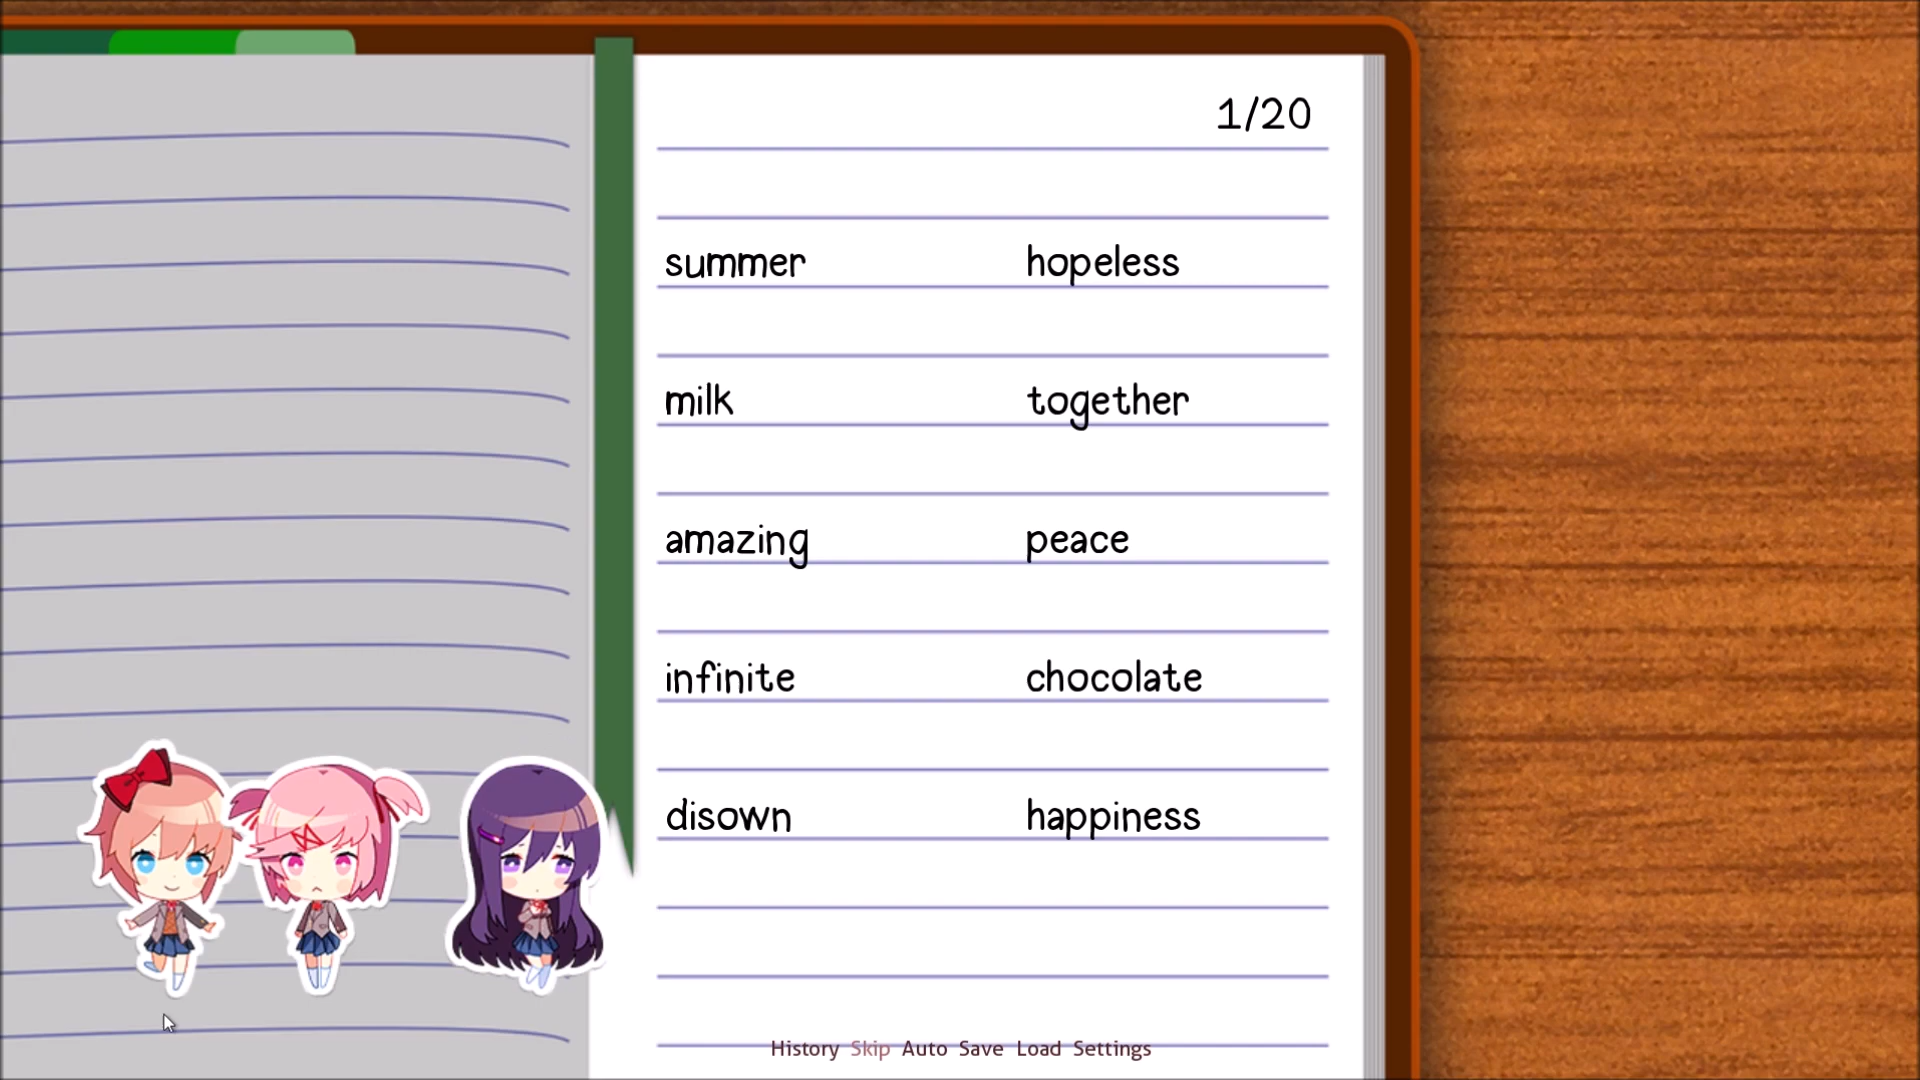 1/20
summer hopeless
milk together
amazing peace
infinite chocolate
disown happiness
History Skip Auto Save Load Settings